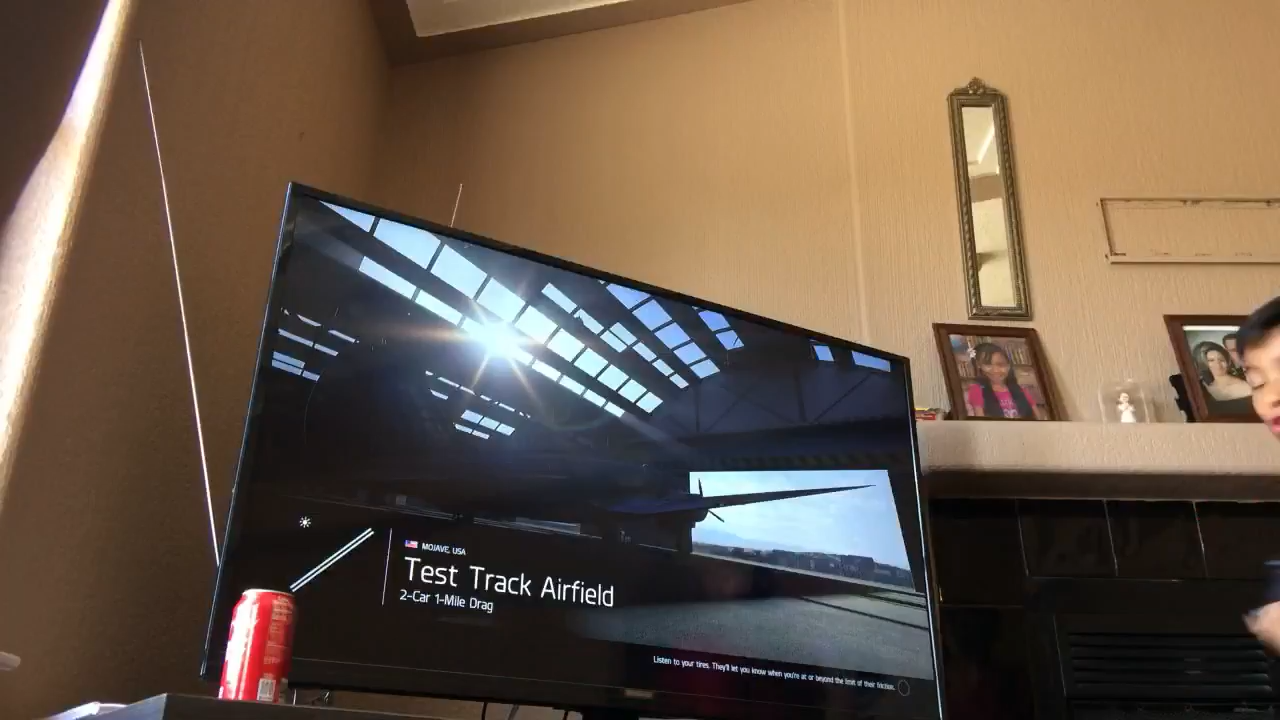 MOJAVE, USA
Test Track Airfield
2-Car 1-Mile Drag
Listen to your tires. They'll let you know when you're at or beyond the limit of their friction.